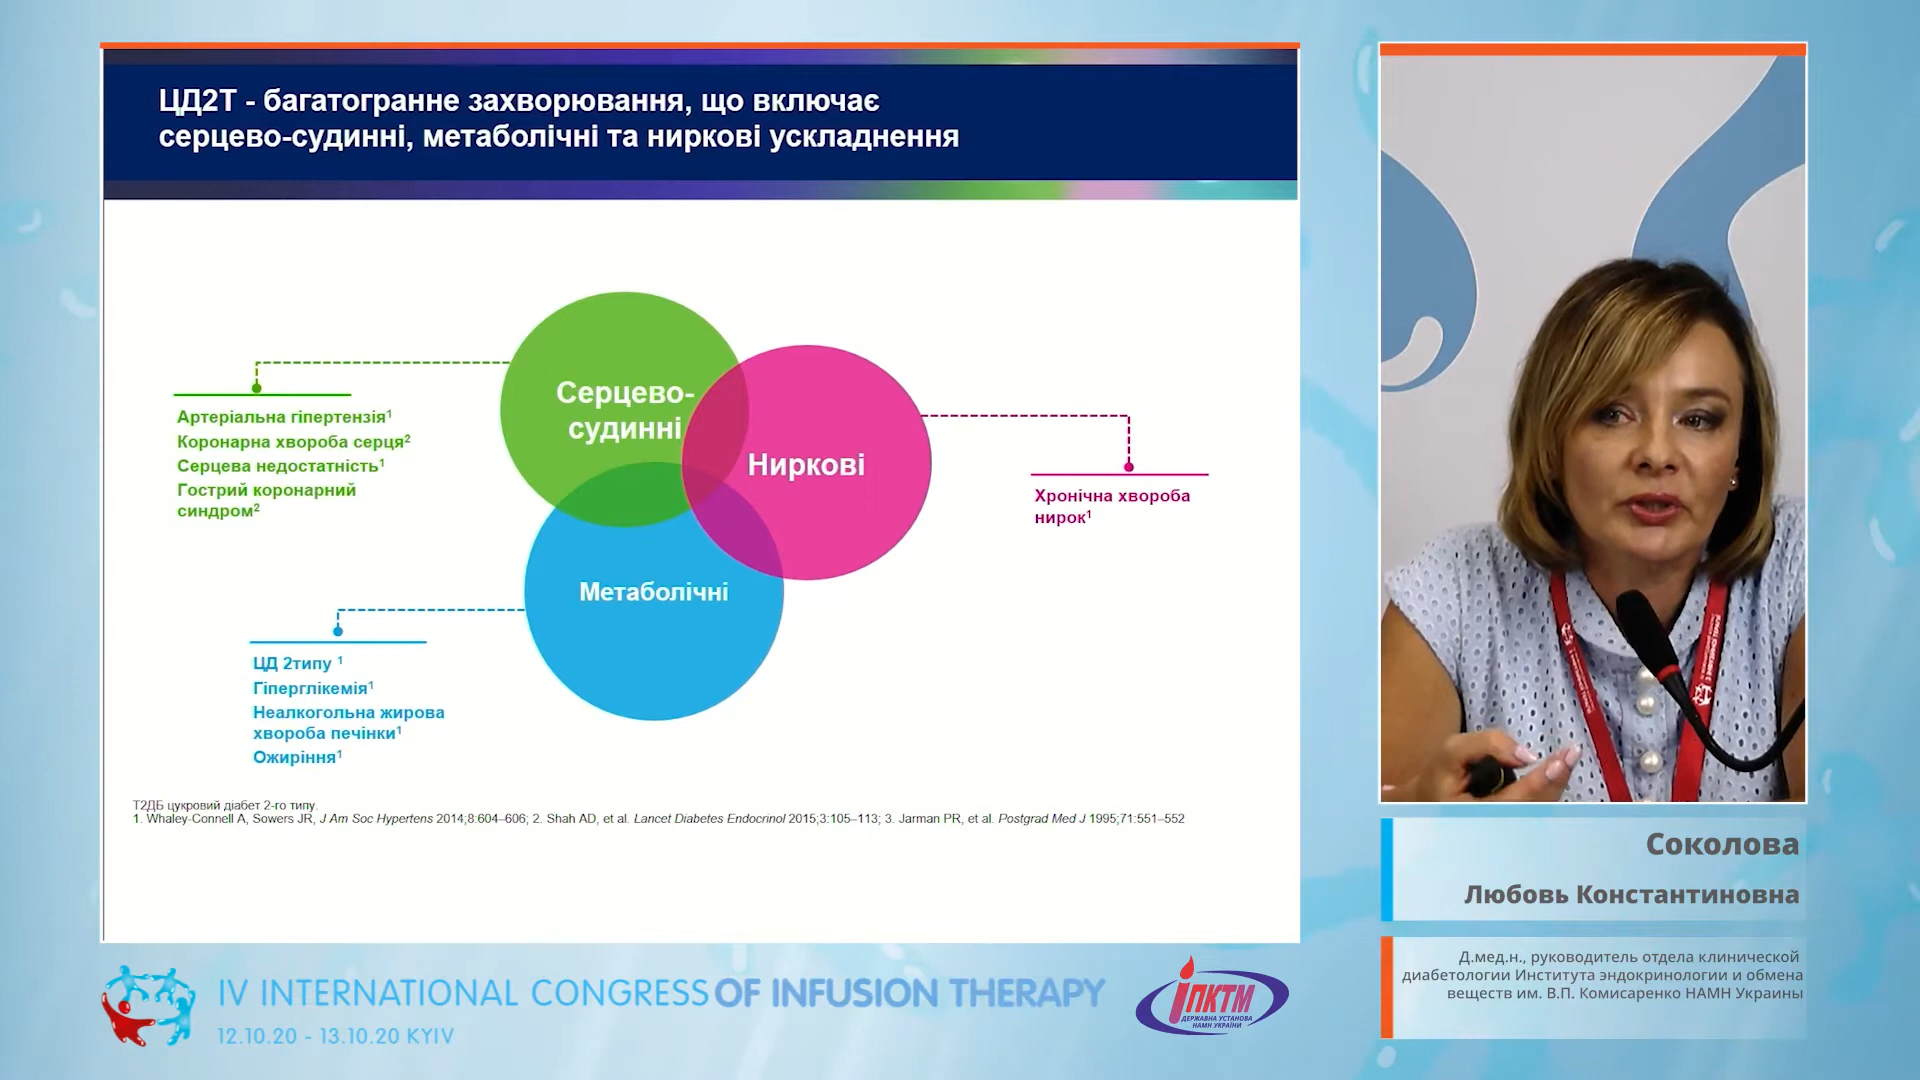 ЦД2Т - багатогранне захворювання, що включає
серцево-судинні, метаболічні та ниркові ускладнення
Серцево-
судинні
Ниркові
Метаболічні
Артеріальна гіпертензія¹
Коронарна хвороба серця²
Серцева недостатність¹
Гострий коронарний
синдром²
Хронічна хвороба
нирок¹
ЦД 2типу ¹
Гіперглікемія¹
Неалкогольна жирова
хвороба печінки¹
Ожиріння¹
Т2ДБ цукровий діабет 2-го типу.
1. Whaley-Connell A, Sowers JR, J Am Soc Hypertens 2014;8:604–606; 2. Shah AD, et al. Lancet Diabetes Endocrinol 2015;3:105–113; 3. Jarman PR, et al. Postgrad Med J 1995;71:551–552
Соколова
Любовь Константиновна
Д.мед.н., руководитель отдела клинической
диабетологии Института эндокринологии и обмена
веществ им. В.П. Комисаренко НАМН Украины
IV INTERNATIONAL CONGRESS OF INFUSION THERAPY
12.10.20 - 13.10.20 KYIV
ІПКТМ
ДЕРЖАВНА УСТАНОВА
НАМН УКРАЇНИ